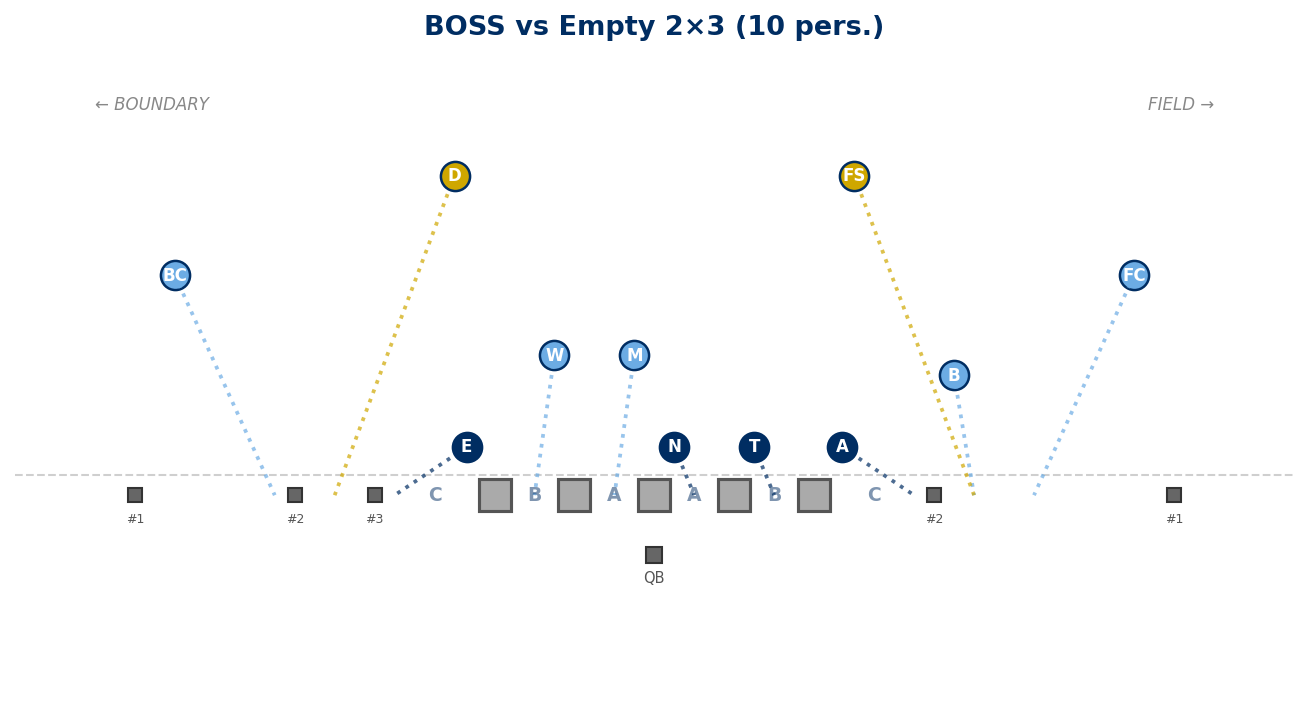 BOSS vs Empty 2×3 (10 pers.)
← BOUNDARY FIELD →
D FS
BC FC
W M
B
E N T A
C B A A B C
#1 #2 #3 #2 #1
QB